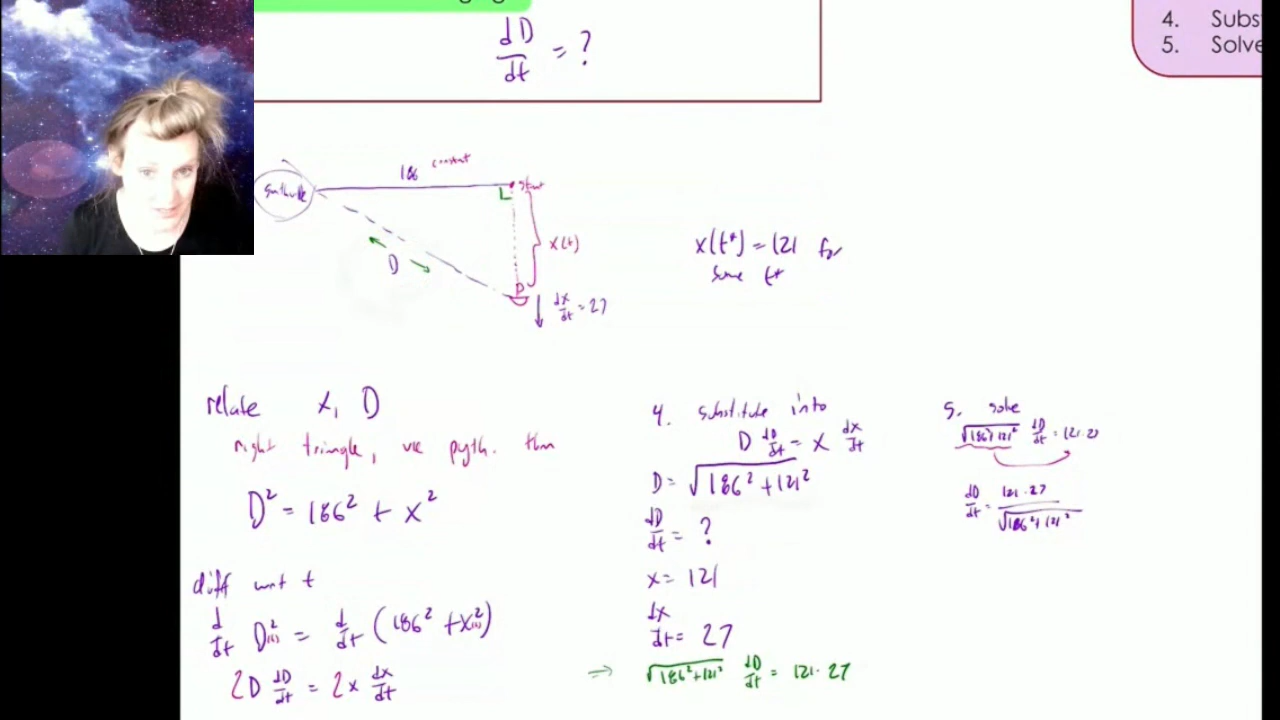 dD/dt = ?
4. Subs
5. Solve
186 constant
start
Smithville
x(t)
D
dx/dt = 27
x(t*) = 121 for
some t*
relate x, D
right triangle, use pyth. thm
D² = 186² + x²
diff wrt t
d/dt D²(t) = d/dt (186² + x²(t))
2D dD/dt = 2x dx/dt
4. substitute into
D dD/dt = x dx/dt
D = √186² + 121²
dD/dt = ?
x = 121
dx/dt = 27
⇒ √186² + 121² dD/dt = 121 · 27
5. solve
√186² + 121² dD/dt = 121 · 27
dD/dt = 121 · 27 / √186² + 121²